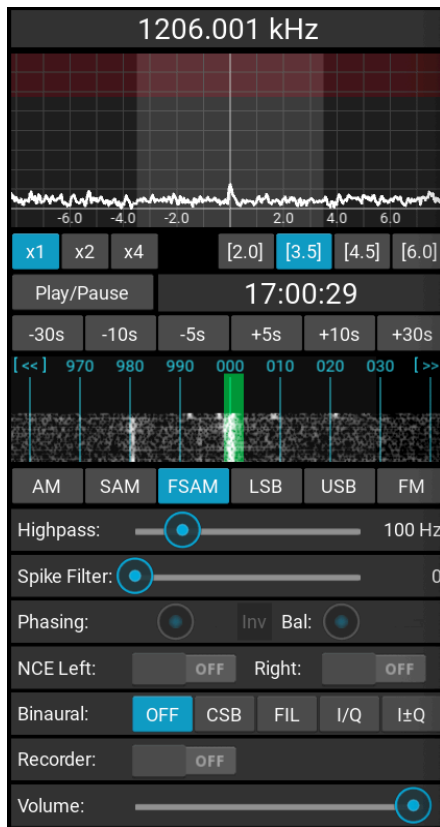 1206.001 kHz
-6.0 -4.0 -2.0 2.0 4.0 6.0
x1 x2 x4 [2.0] [3.5] [4.5] [6.0]
Play/Pause 17:00:29
-30s -10s -5s +5s +10s +30s
[<<] 970 980 990 000 010 020 030 [>>
AM SAM FSAM LSB USB FM
Highpass: 100 Hz
Spike Filter: 0
Phasing: Inv Bal:
NCE Left: OFF Right: OFF
Binaural: OFF CSB FIL I/Q I±Q
Recorder: OFF
Volume: